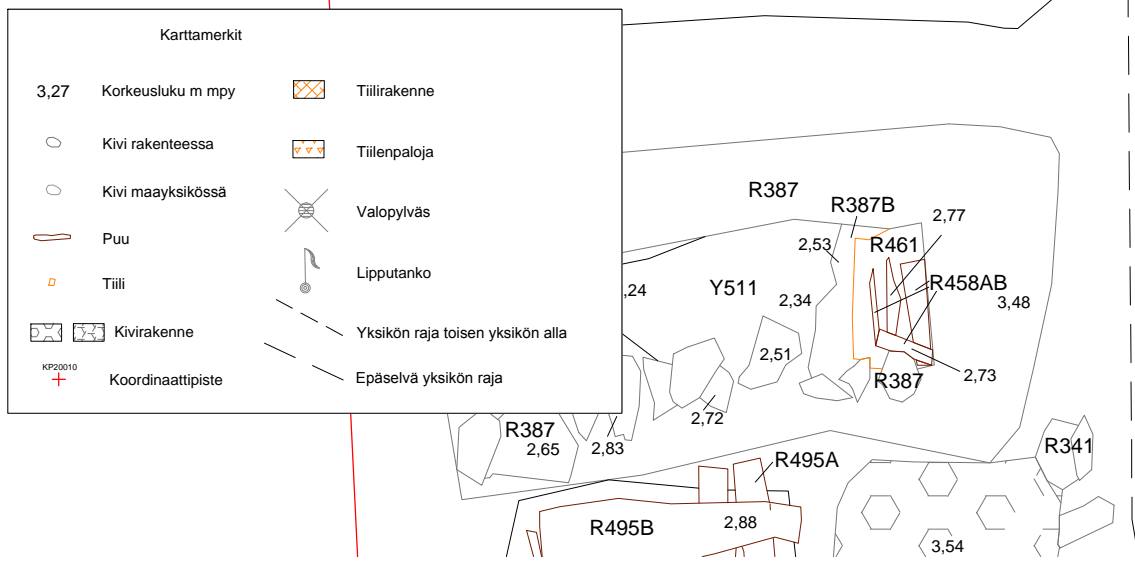 Karttamerkit
3,27 Korkeusluku m mpy
Kivi rakenteessa
Kivi maayksikössä
Puu
Tiili
Kivirakenne
KP20010
Koordinaattipiste
Tiilirakenne
Tiilenpaloja
Valopylväs
Lipputanko
Yksikön raja toisen yksikön alla
Epäselvä yksikön raja
R387
R387B
2,77
2,53
R461
,24
Y511
2,34
R458AB
3,48
2,51
2,73
R387
2,72
R387
2,65
2,83
R341
R495A
R495B
2,88
3,54